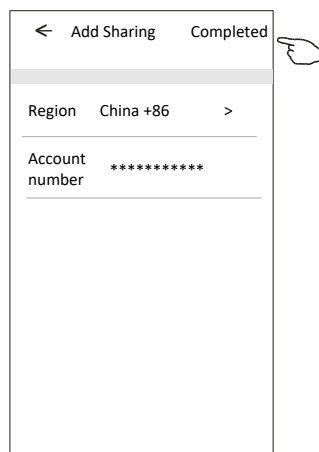 ← Add Sharing Completed
Region China +86 >
Account
number ***********